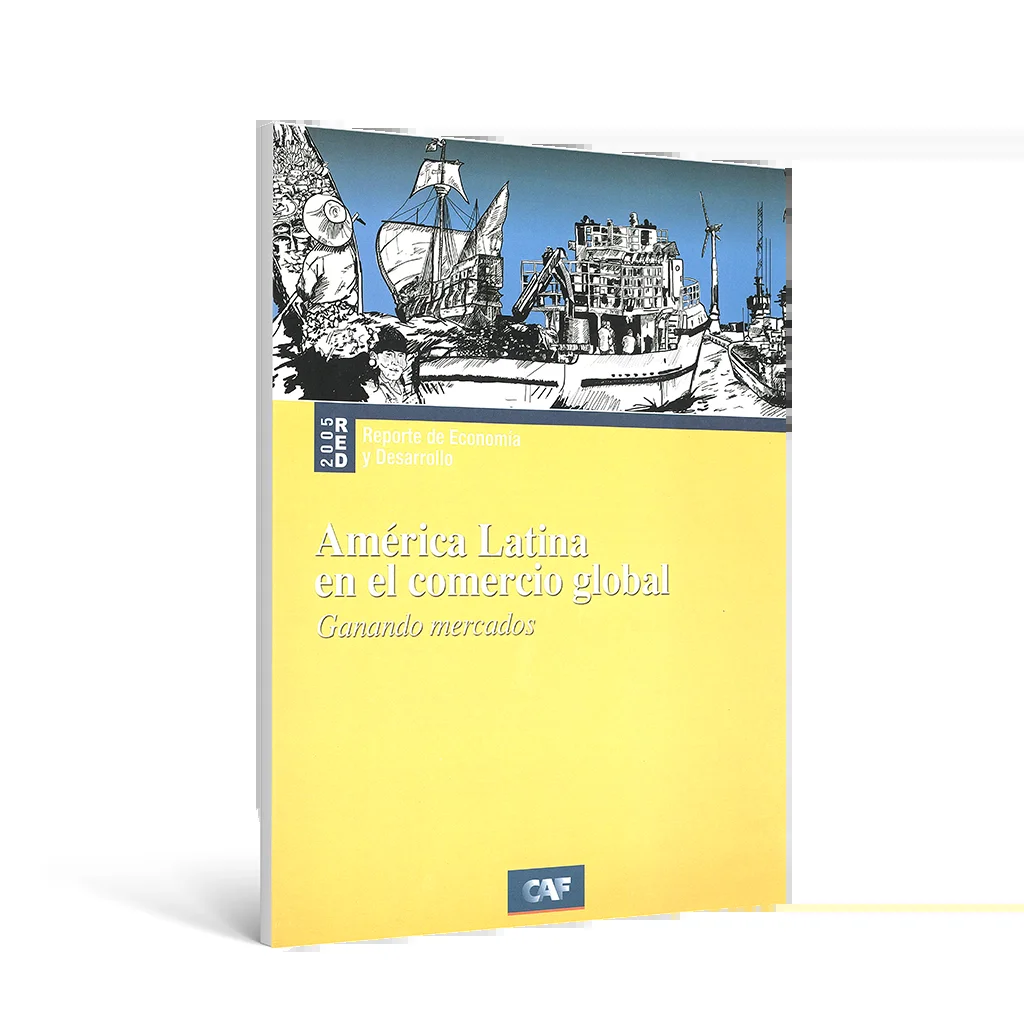 2005
RED
Reporte de Economía
y Desarrollo
América Latina
en el comercio global
Ganando mercados
CAF